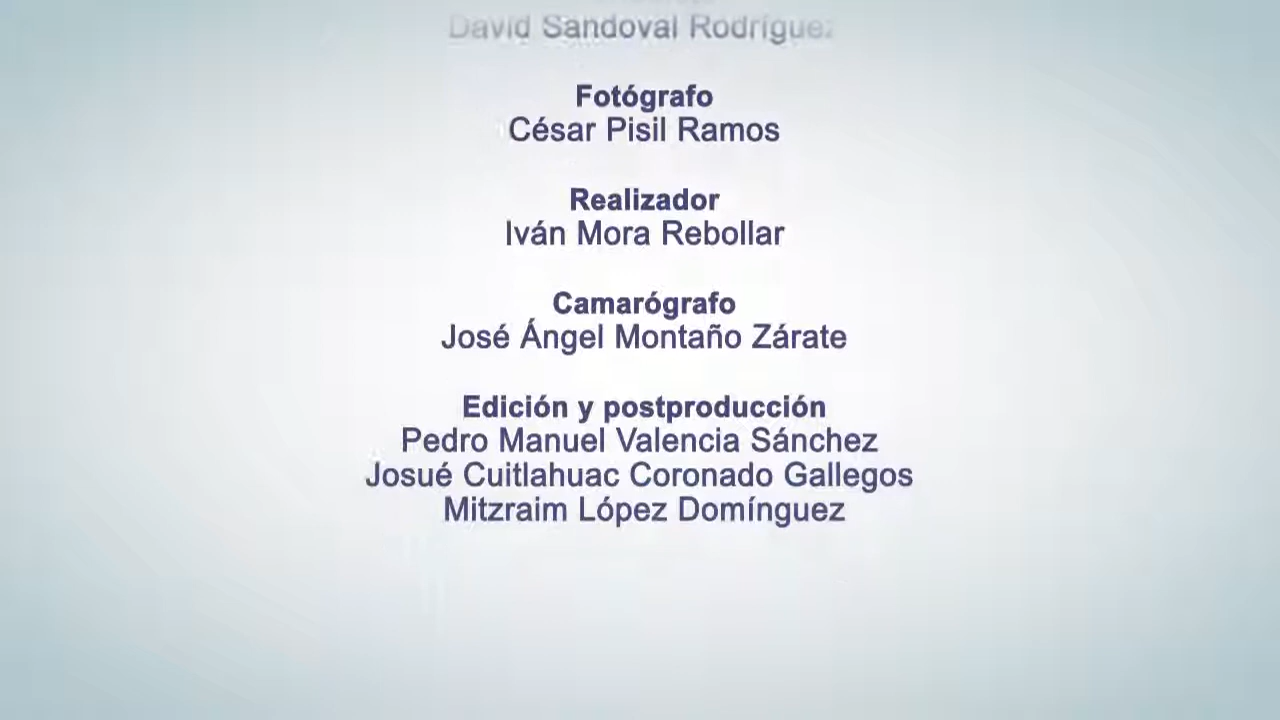 David Sandoval Rodríguez
Fotógrafo
César Pisil Ramos
Realizador
Iván Mora Rebollar
Camarógrafo
José Ángel Montaño Zárate
Edición y postproducción
Pedro Manuel Valencia Sánchez
Josué Cuitlahuac Coronado Gallegos
Mitzraim López Domínguez